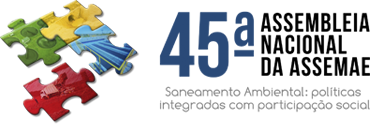 45ª ASSEMBLEIA
NACIONAL
DA ASSEMAE
Saneamento Ambiental: políticas
integradas com participação social